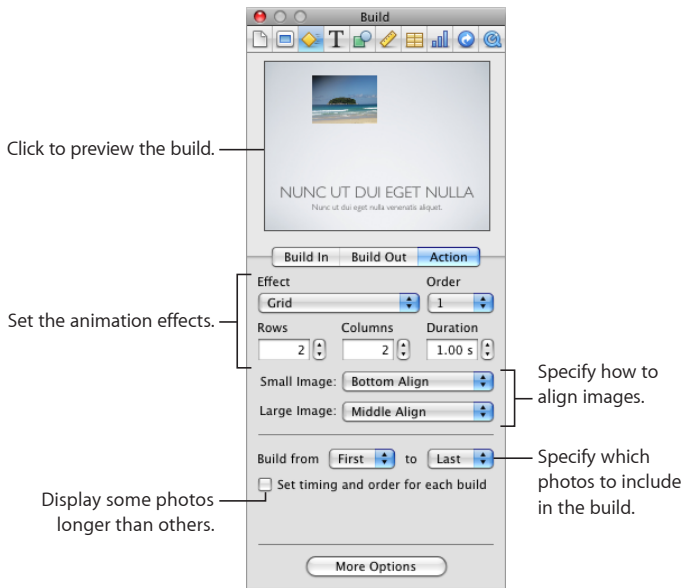 Build
T
Click to preview the build.
NUNC UT DUI EGET NULLA
Nunc ut dui eget nulla venenatis aliquet.
Build In Build Out Action
Set the animation effects.
Effect Order
Grid 1
Rows Columns Duration
2 2 1.00 s
Small Image: Bottom Align
Large Image: Middle Align
Specify how to
align images.
Build from First to Last
Specify which
photos to include
in the build.
Set timing and order for each build
Display some photos
longer than others.
More Options